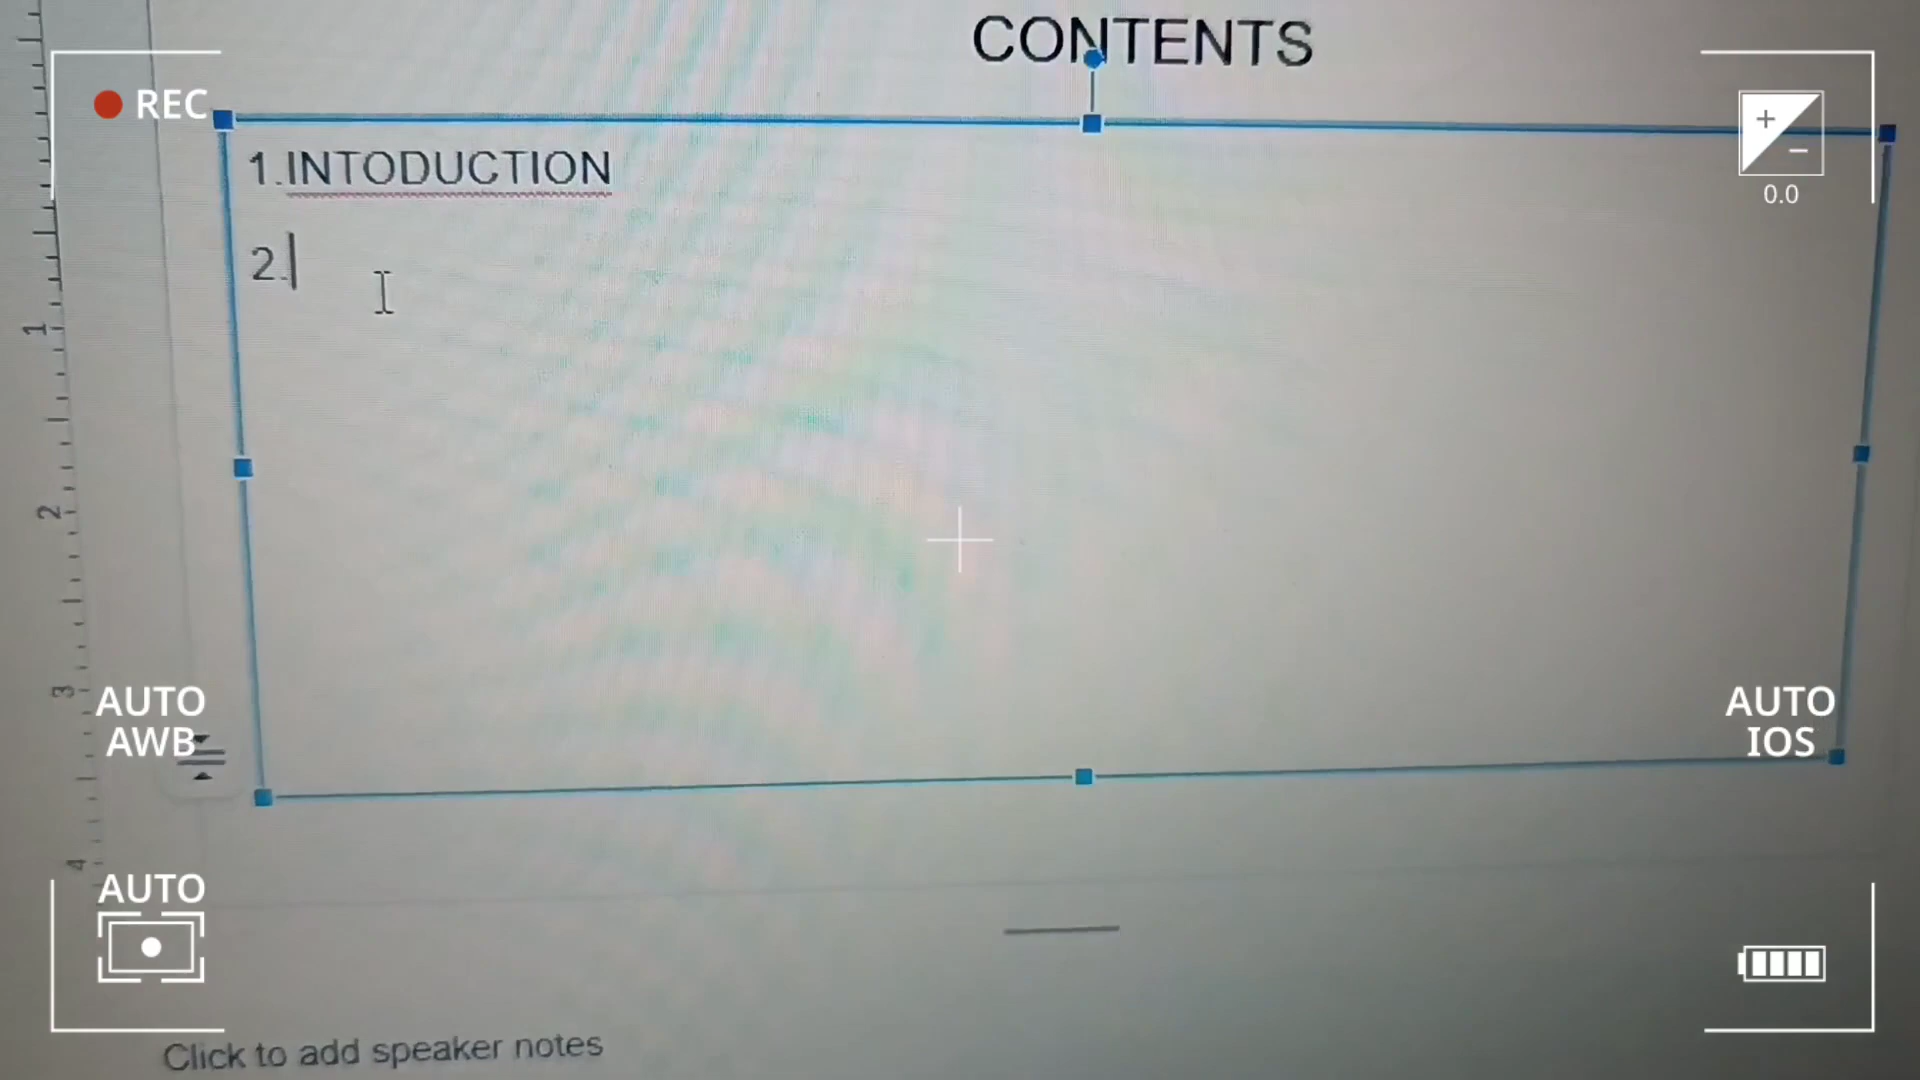 CONTENTS
REC
1.INTODUCTION
0.0
2.
1
2
3
AUTO
AWB
AUTO
IOS
4
AUTO
Click to add speaker notes